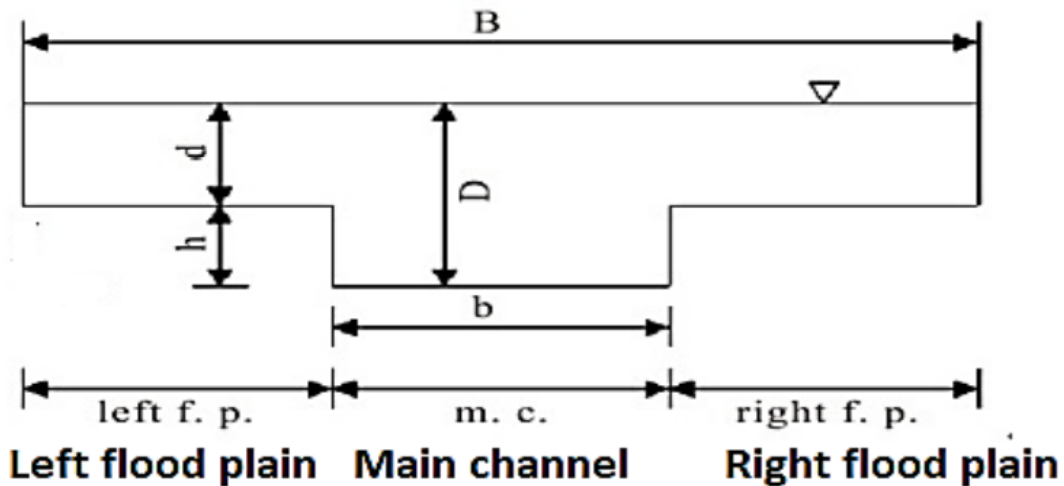 B
d
D
h
b
left f. p. m. c. right f. p.
Left flood plain Main channel Right flood plain